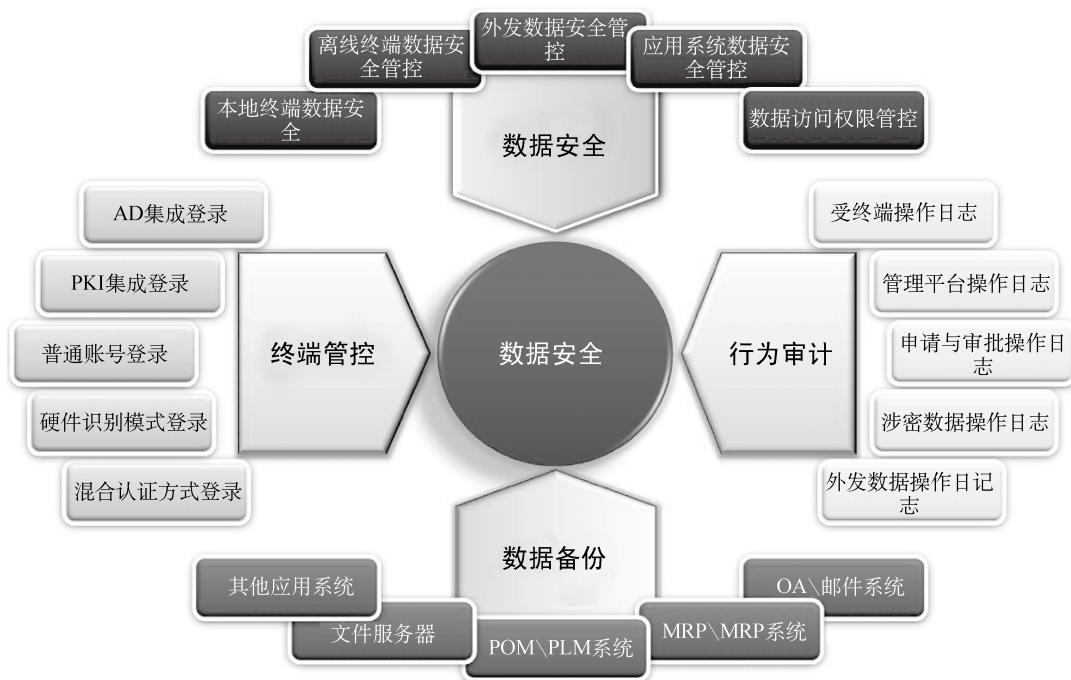 外发数据安全管
控
离线终端数据安
全管控
应用系统数据安
全管控
本地终端数据安
全
数据访问权限管控
数据安全
AD集成登录
PKI集成登录
普通账号登录
硬件识别模式登录
混合认证方式登录
终端管控
数据安全
行为审计
受终端操作日志
管理平台操作日志
申请与审批操作日
志
涉密数据操作日志
外发数据操作日记
志
数据备份
其他应用系统
文件服务器
POM\PLM系统
MRP\MRP系统
OA\邮件系统